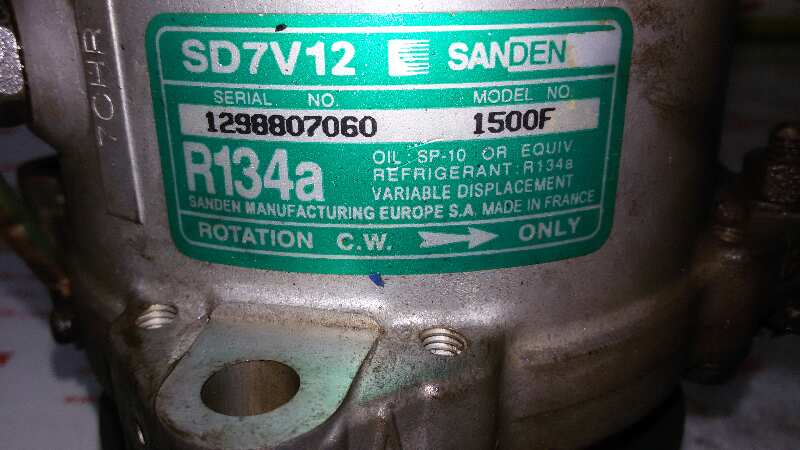 SD7V12 SANDEN
SERIAL NO. MODEL NO.
1298807060 1500F
R134a
OIL: SP-10 OR EQUIV
REFRIGERANT: R134a
VARIABLE DISPLACEMENT
SANDEN MANUFACTURING EUROPE S.A. MADE IN FRANCE
ROTATION C.W. ONLY
7CHR